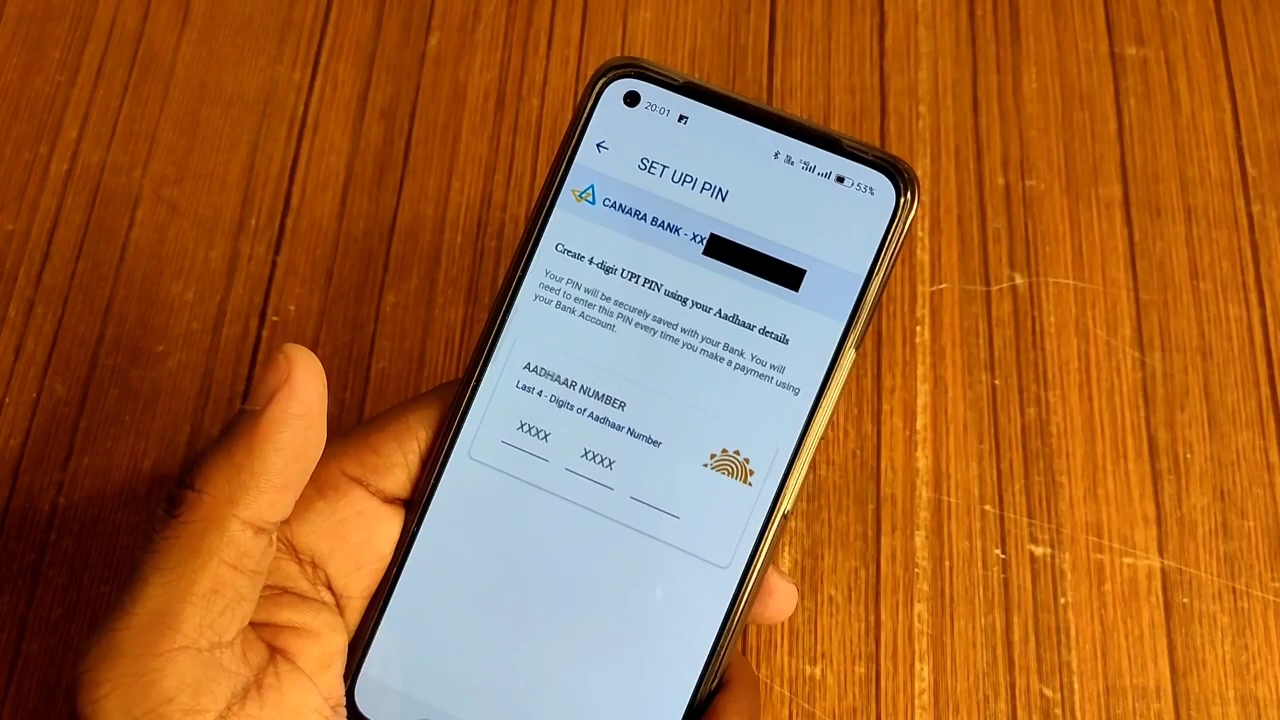 20:01
53%
SET UPI PIN
CANARA BANK - XX
Create 4-digit UPI PIN using your Aadhaar details
Your PIN will be securely saved with your Bank. You will
need to enter this PIN every time you make a payment using
your Bank Account.
AADHAAR NUMBER
Last 4 - Digits of Aadhaar Number
XXXX XXXX